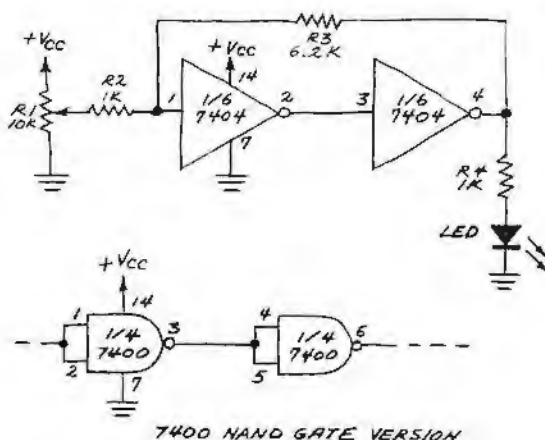 R3
6.2K
+VCC
+VCC
R2
1K
14
R1
10K
1
1/6
7404
2
3
1/6
7404
4
7
R4
1K
LED
+VCC
14
1
1/4
7400
3
2
7
4
1/4
7400
6
5
7400 NAND GATE VERSION